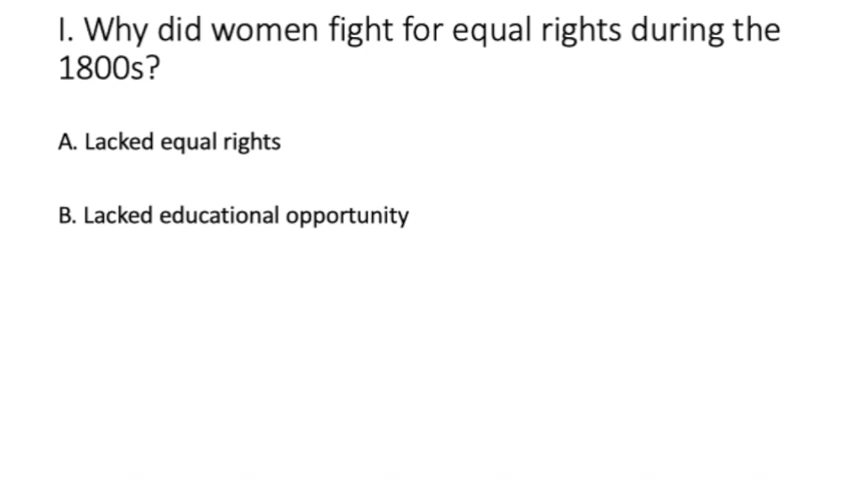 I. Why did women fight for equal rights during the
1800s?
A. Lacked equal rights
B. Lacked educational opportunity